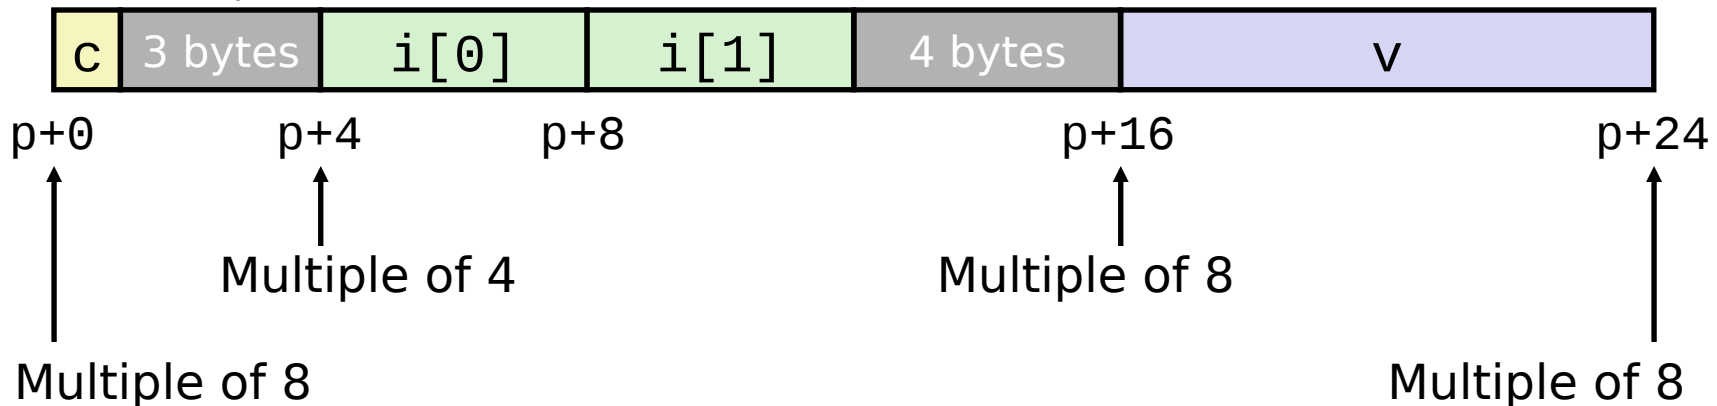 c 3 bytes i[0] i[1] 4 bytes v
p+0 p+4 p+8 p+16 p+24
Multiple of 4 Multiple of 8
Multiple of 8 Multiple of 8